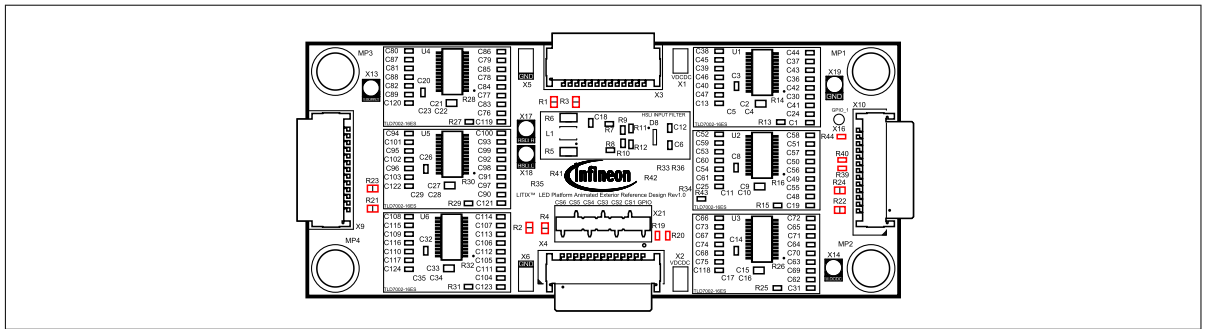 MP3
X13
C80
C87
C81
C88
C82
C89
C120
U4
C20
C21
C23 C22
R28
R27
C86
C79
C85
C78
C84
C77
C83
C76
C119
TLD7002-16ES
X5
GND
X3
X1
VDCDC
R1
R3
X17
HSLI H
X18
HSLI L
HSLI INPUT FILTER
R6
L1
R5
C18
R7
R9
R8
R10
R11
R12
D8
C12
C6
C38
C45
C39
C46
C40
C47
C13
U1
C3
C2
C5 C4
R14
R13
C44
C37
C43
C36
C42
C30
C41
C24
C1
TLD7002-16ES
MP1
X19
GND
X10
GPIO_1
X16
R44
R40
R39
R24
R22
C94
C101
C95
C102
C96
C103
C122
U5
C26
C27
C29 C28
R30
R29
C100
C93
C99
C92
C98
C91
C97
C90
C121
TLD7002-16ES
R23
R21
X9
MP4
R41
R35
infineon
R33 R36
R42
R34
LITIX™ LED Platform Animated Exterior Reference Design Rev1.0
C52
C59
C53
C60
C54
C61
C25
R43
U2
C8
C9
C11 C10
R16
R15
C58
C51
C57
C50
C56
C49
C55
C48
C19
TLD7002-16ES
C108
C115
C109
C116
C110
C117
C124
U6
C32
C33
C35 C34
R32
R31
C114
C107
C113
C106
C112
C105
C111
C104
C123
TLD7002-16ES
CS6 CS5 CS4 CS3 CS2 CS1 GPIO
X21
R2
R4
X4
R19
R20
X6
GND
X2
VDCDC
C66
C73
C67
C74
C68
C75
C118
U3
C14
C15
C17 C16
R26
R25
C72
C65
C71
C64
C70
C63
C69
C62
C31
TLD7002-16ES
MP2
X14